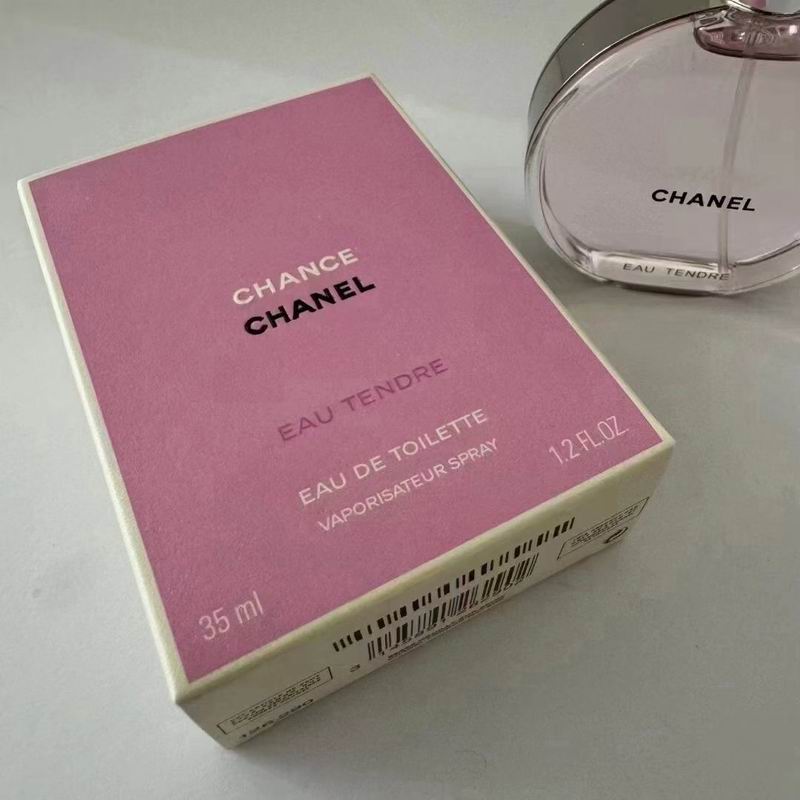 CHANCE
CHANEL
EAU TENDRE
EAU DE TOILETTE
VAPORISATEUR SPRAY
35 ml
1.2 FL.OZ.
CHANEL
EAU TENDRE